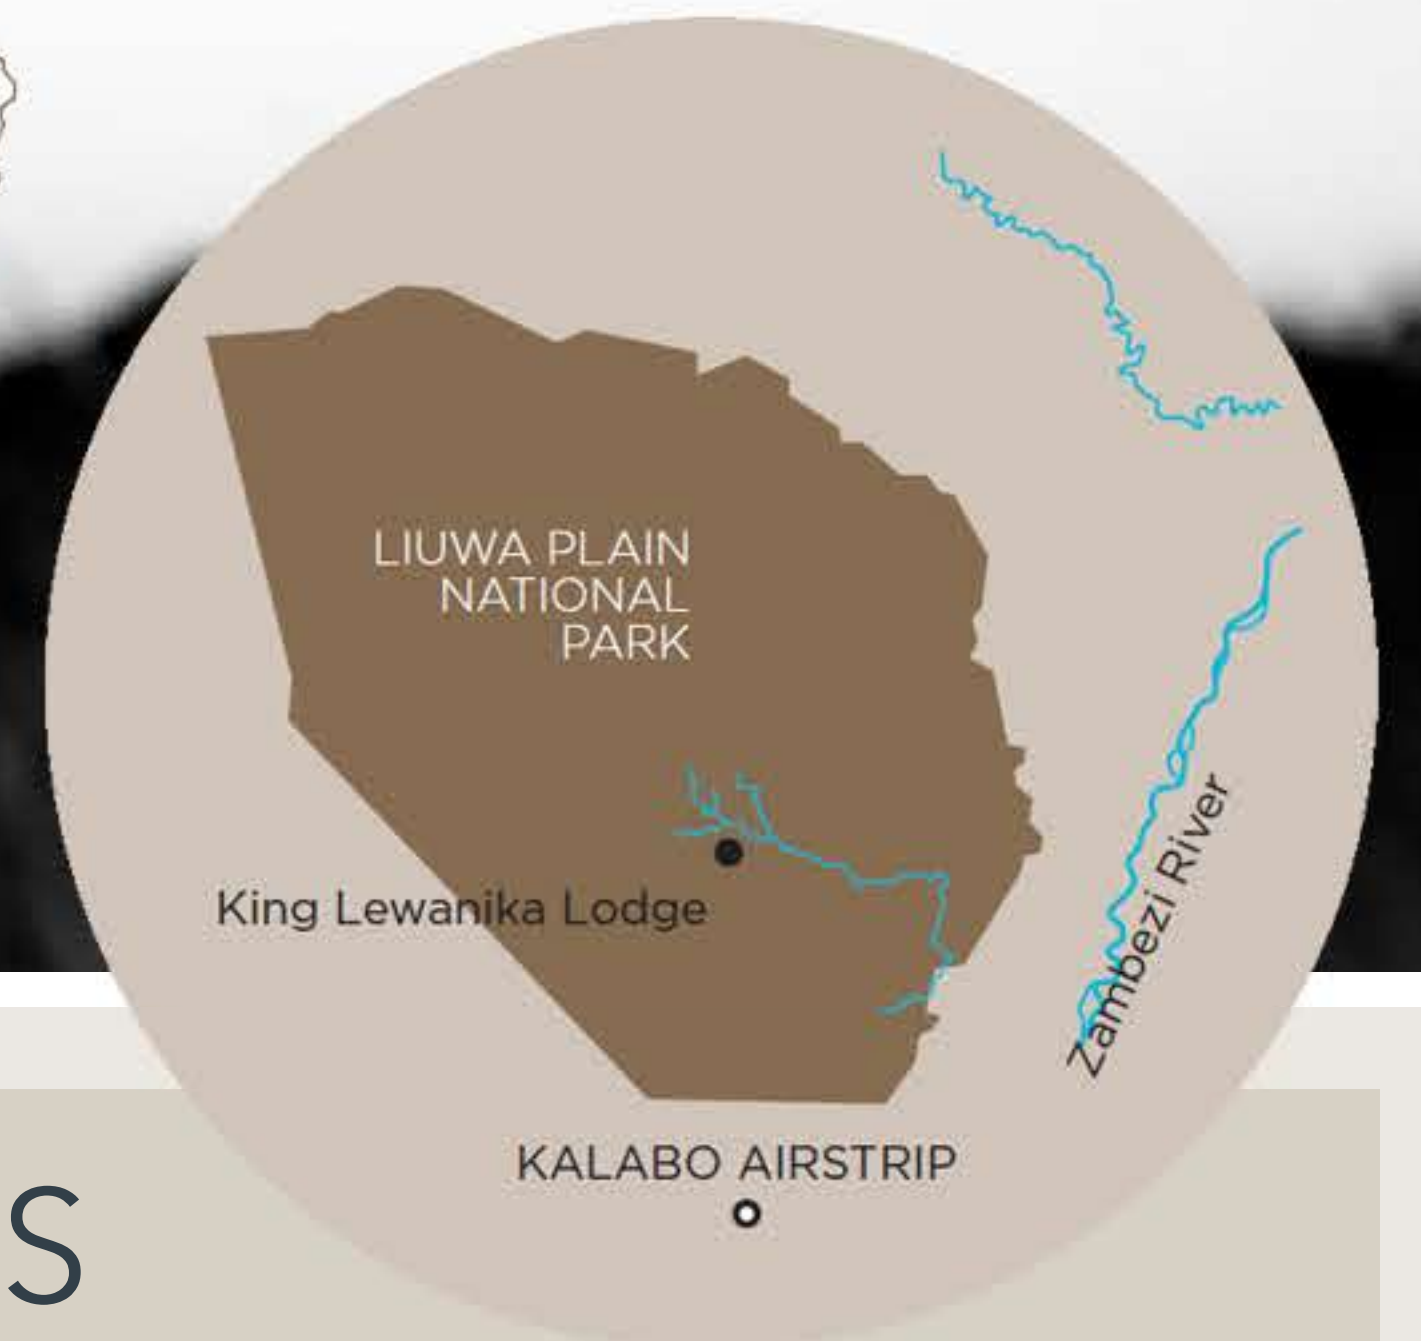 LIUWA PLAIN
NATIONAL
PARK
King Lewanika Lodge
Zambezi River
KALABO AIRSTRIP
S